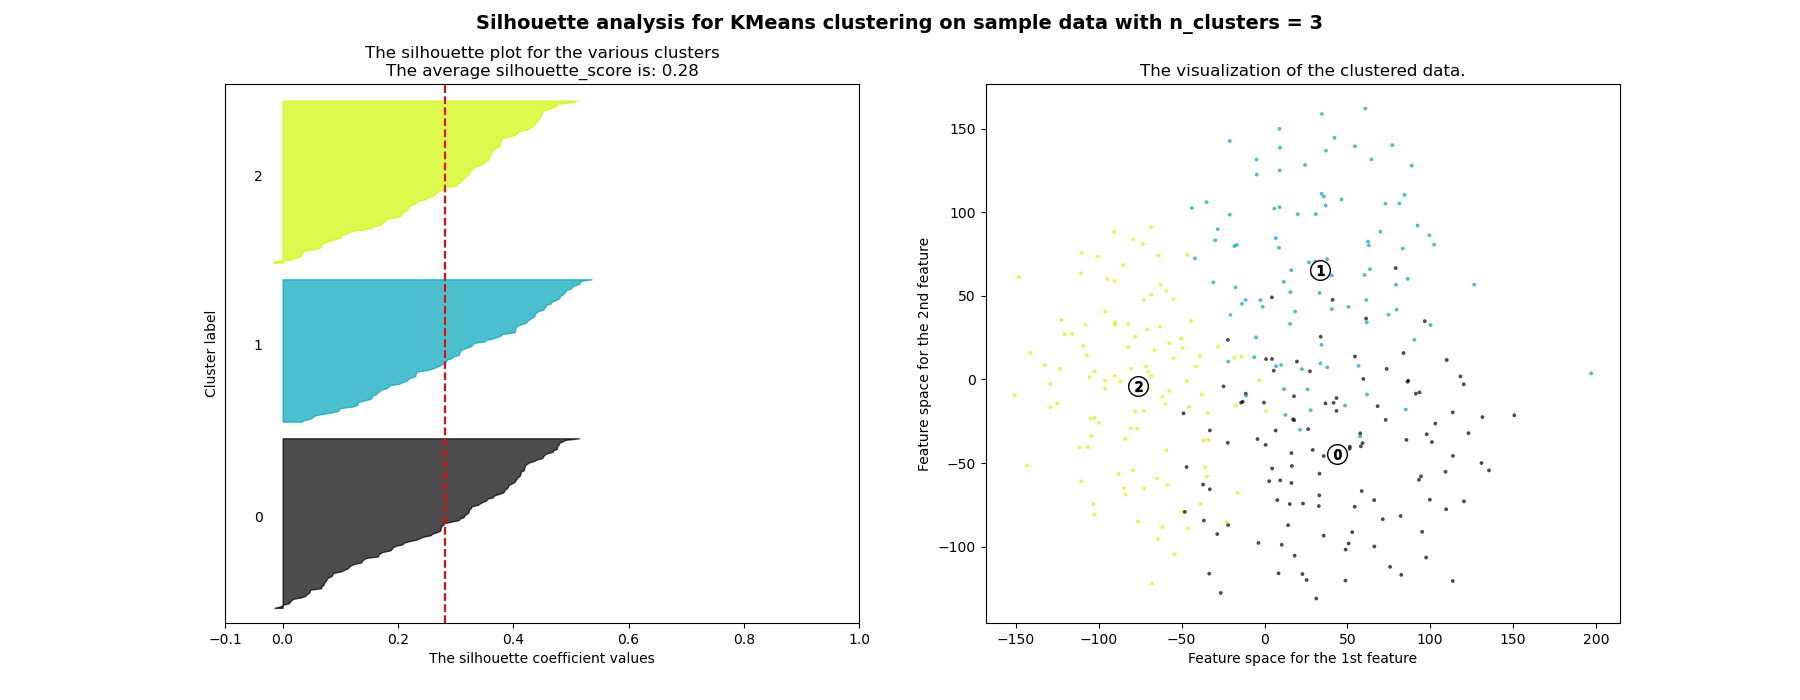 Silhouette analysis for KMeans clustering on sample data with n_clusters = 3
The silhouette plot for the various clusters
The average silhouette_score is: 0.28
2
1
0
Cluster label
−0.1 0.0 0.2 0.4 0.6 0.8 1.0
The silhouette coefficient values
The visualization of the clustered data.
150
100
50
0
−50
−100
Feature space for the 2nd feature
1
2
0
−150 −100 −50 0 50 100 150 200
Feature space for the 1st feature